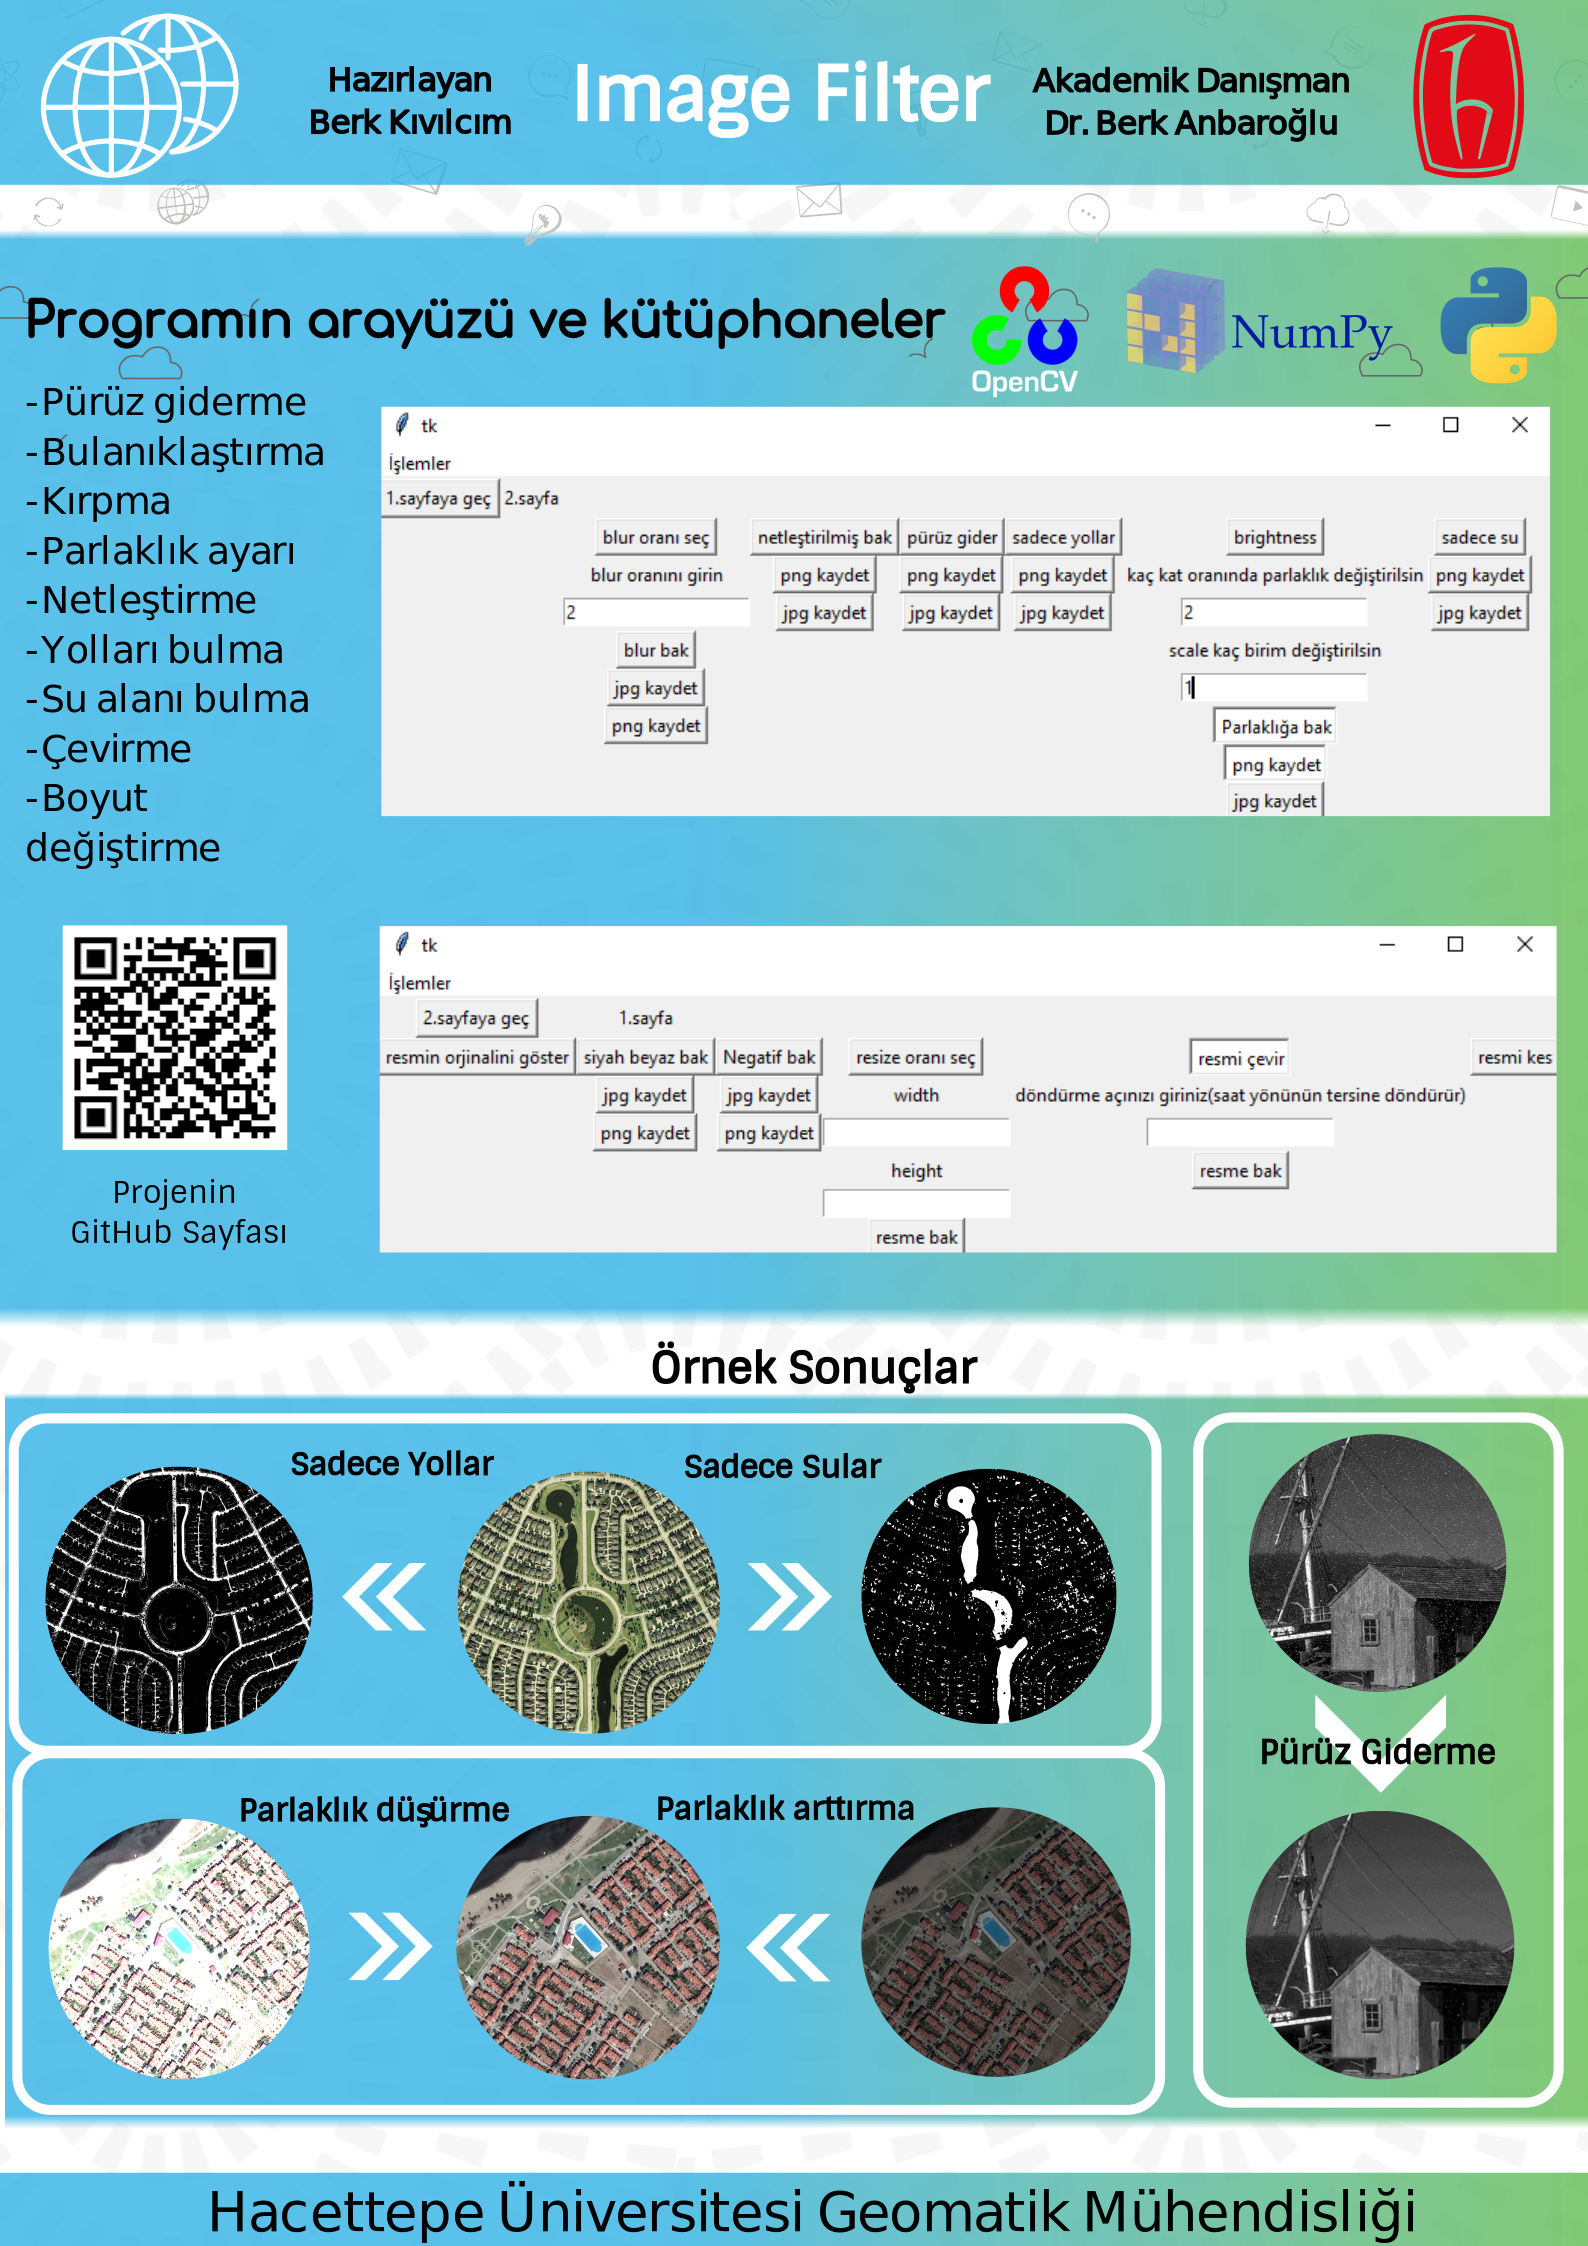 Hazırlayan
Berk Kıvılcım
Image Filter
Akademik Danışman
Dr. Berk Anbaroğlu
Programın arayüzü ve kütüphaneler
OpenCV
NumPy
-Pürüz giderme
-Bulanıklaştırma
-Kırpma
-Parlaklık ayarı
-Netleştirme
-Yolları bulma
-Su alanı bulma
-Çevirme
-Boyut
değiştirme
tk
İşlemler
1.sayfaya geç 2.sayfa
blur oranı seç netleştirilmiş bak pürüz gider sadece yollar brightness sadece su
blur oranını girin png kaydet png kaydet png kaydet kaç kat oranında parlaklık değiştirilsin png kaydet
2 jpg kaydet jpg kaydet jpg kaydet 2 jpg kaydet
blur bak scale kaç birim değiştirilsin
jpg kaydet 1
png kaydet Parlaklığa bak
png kaydet
jpg kaydet
Projenin
GitHub Sayfası
tk
İşlemler
2.sayfaya geç 1.sayfa
resmin orjinalini göster siyah beyaz bak Negatif bak resize oranı seç resmi çevir resmi kes
jpg kaydet jpg kaydet width döndürme açınızı giriniz(saat yönünün tersine döndürür)
png kaydet png kaydet
height resme bak
resme bak
Örnek Sonuçlar
Sadece Yollar
Sadece Sular
Pürüz Giderme
Parlaklık düşürme
Parlaklık arttırma
Hacettepe Üniversitesi Geomatik Mühendisliği